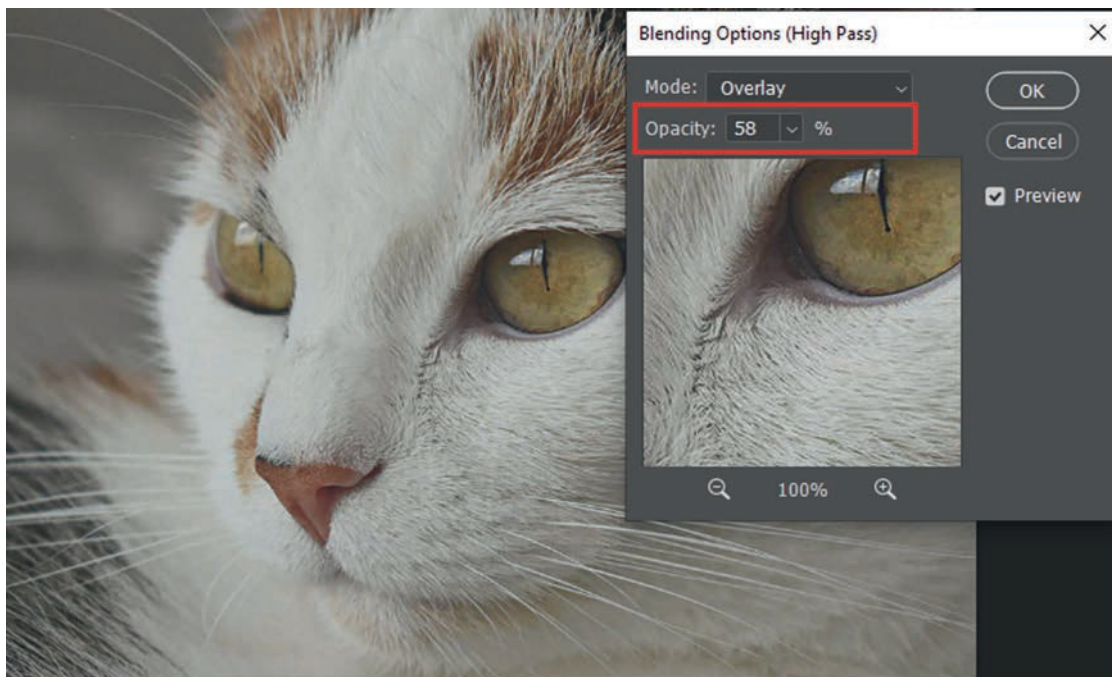 Blending Options (High Pass)
Mode: Overlay
OK
Opacity: 58 %
Cancel
Preview
100%